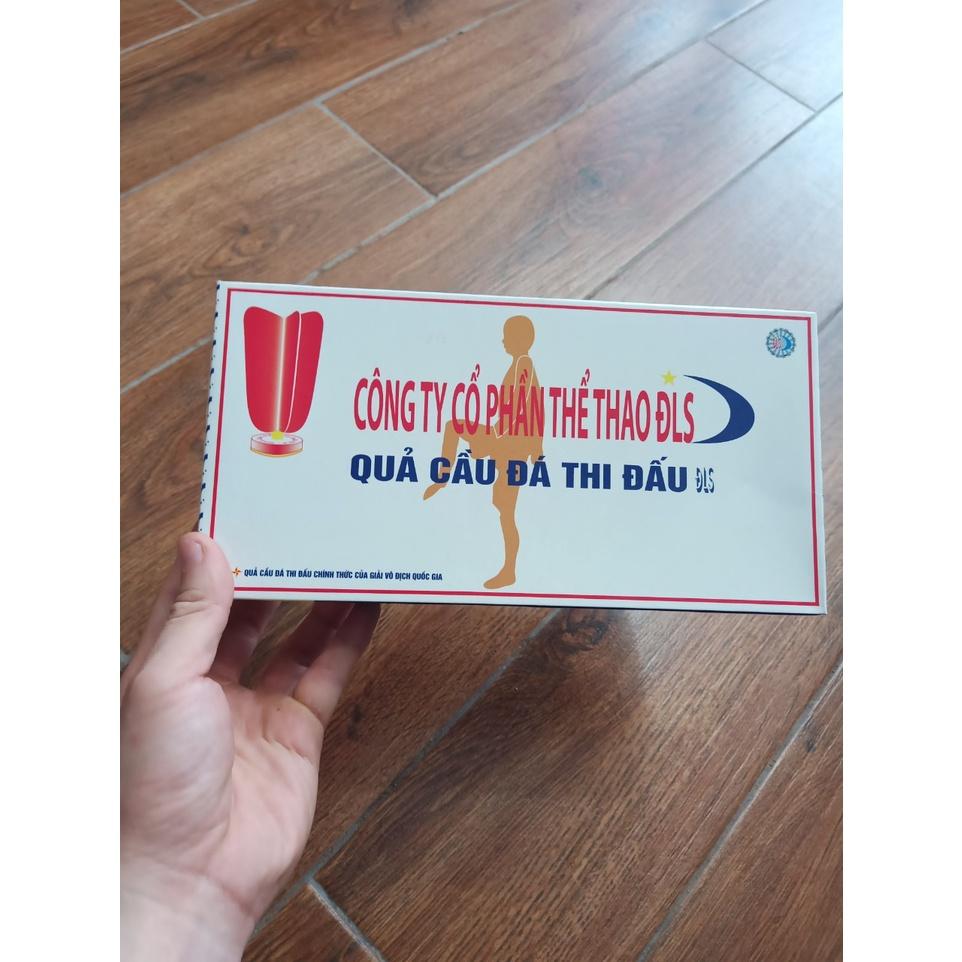 CÔNG TY CỔ PHẦN THỂ THAO ĐLS
QUẢ CẦU ĐÁ THI ĐẤU ĐLS
QUẢ CẦU ĐÁ THI ĐẤU CHÍNH THỨC CỦA GIẢI VÔ ĐỊCH QUỐC GIA